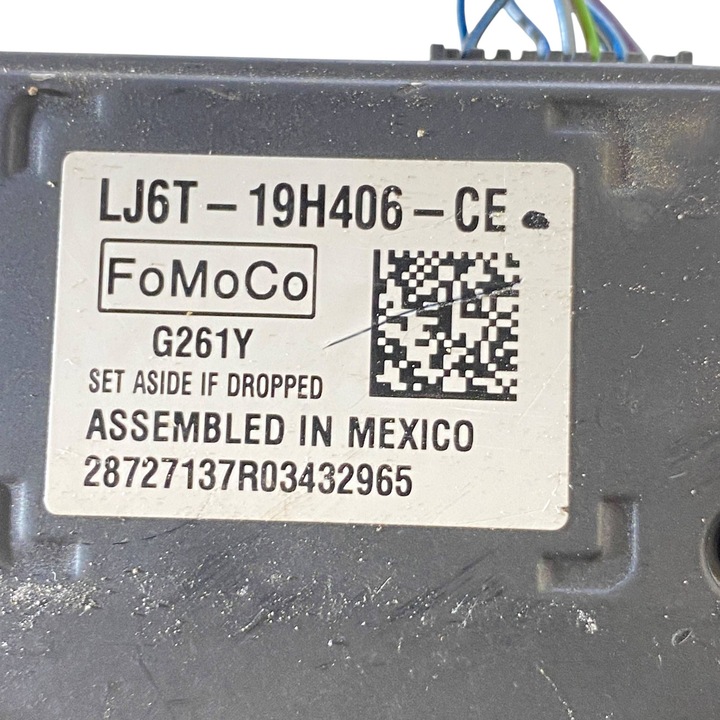 LJ6T-19H406-CE
FoMoCo
G261Y
SET ASIDE IF DROPPED
ASSEMBLED IN MEXICO
28727137R03432965